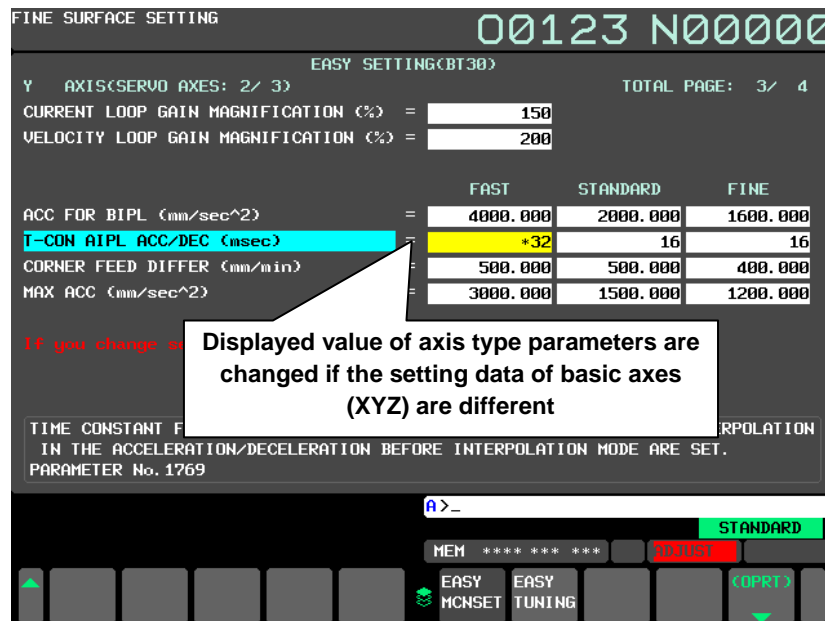 FINE SURFACE SETTING
O0123 N00000
EASY SETTING(BT30)
Y AXIS(SERVO AXES: 2/ 3) TOTAL PAGE: 3/ 4
CURRENT LOOP GAIN MAGNIFICATION (%) = 150
VELOCITY LOOP GAIN MAGNIFICATION (%) = 200
FAST STANDARD FINE
ACC FOR BIPL (mm/sec^2) = 4000.000 2000.000 1600.000
T-CON AIPL ACC/DEC (msec) = *32 16 16
CORNER FEED DIFFER (mm/min) = 500.000 500.000 400.000
MAX ACC (mm/sec^2) = 3000.000 1500.000 1200.000
If you change
Displayed value of axis type parameters are
changed if the setting data of basic axes
(XYZ) are different
TIME CONSTANT
IN THE ACCELERATION/DECELERATION BEFORE INTERPOLATION MODE ARE SET.
PARAMETER No.1769
A>_
STANDARD
MEM **** *** *** ADJUST
EASY MCNSET
EASY TUNING
(OPRT)